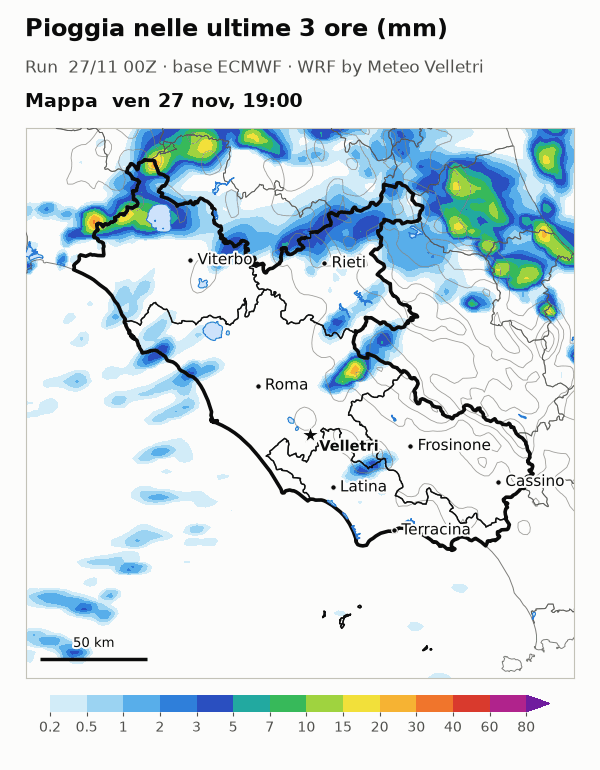 Pioggia nelle ultime 3 ore (mm)
Run  27/11 00Z · base ECMWF · WRF by Meteo Velletri
Mappa  ven 27 nov, 19:00
Viterbo
Rieti
Roma
Velletri
Frosinone
Latina
Cassino
Terracina
50 km
0.2 0.5 1 2 3 5 7 10 15 20 30 40 60 80